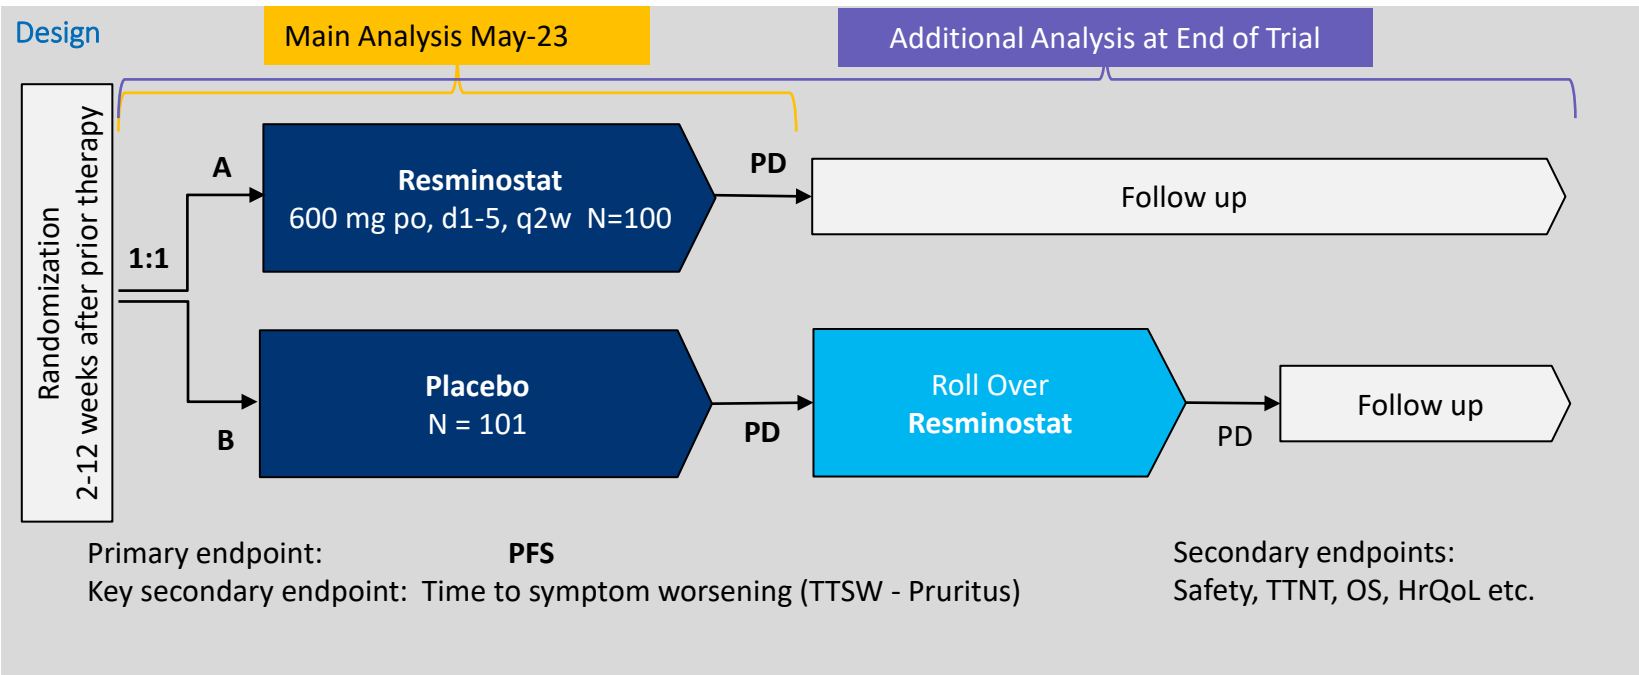 Design
Main Analysis May-23
Additional Analysis at End of Trial
Randomization
2-12 weeks after prior therapy
1:1
A
Resminostat
600 mg po, d1-5, q2w  N=100
PD
Follow up
B
Placebo
N = 101
PD
Roll Over
Resminostat
PD
Follow up
Primary endpoint: PFS
Key secondary endpoint: Time to symptom worsening (TTSW - Pruritus)
Secondary endpoints:
Safety, TTNT, OS, HrQoL etc.